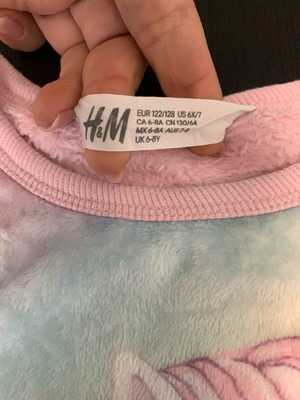 H&M
EUR 122/128 US 6X/7
CA 6-8A CN 130/64
MX 6-8A AUS 7-8
UK 6-8Y